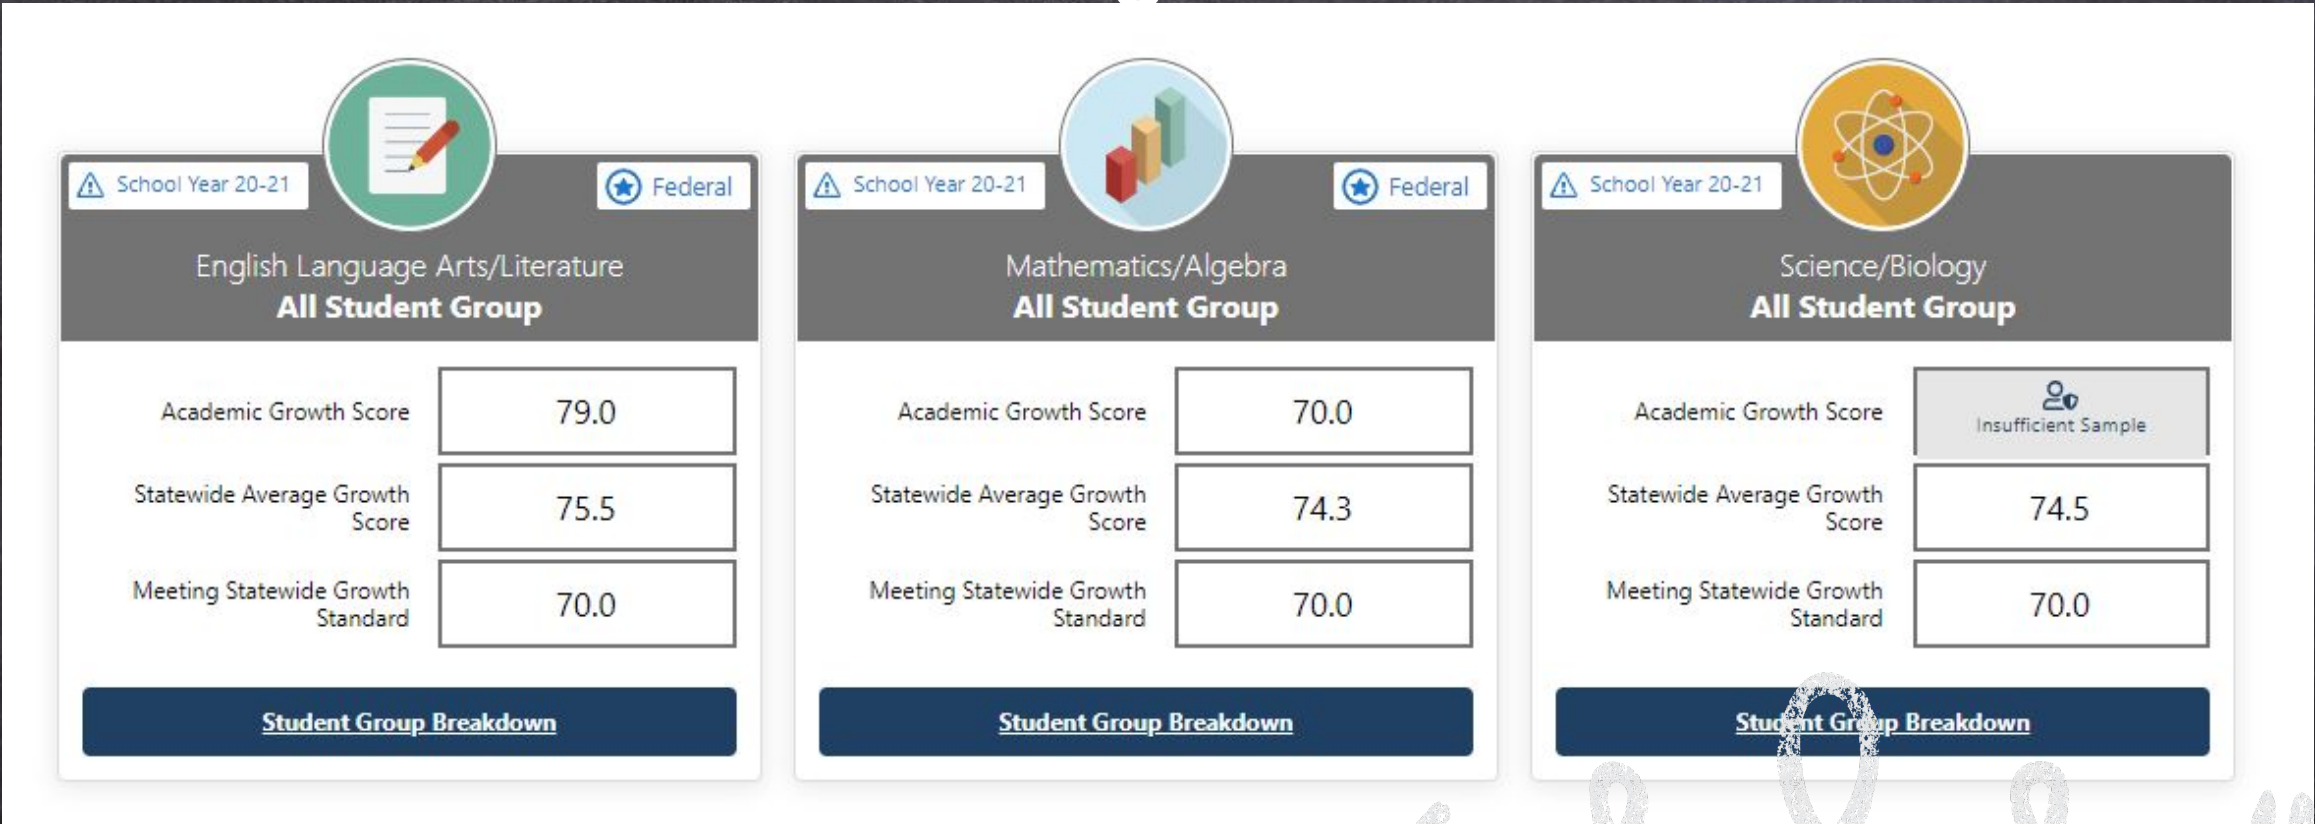 School Year 20-21
Federal
English Language Arts/Literature
All Student Group
Academic Growth Score
79.0
Statewide Average Growth
Score
75.5
Meeting Statewide Growth
Standard
70.0
Student Group Breakdown
School Year 20-21
Federal
Mathematics/Algebra
All Student Group
Academic Growth Score
70.0
Statewide Average Growth
Score
74.3
Meeting Statewide Growth
Standard
70.0
Student Group Breakdown
School Year 20-21
Science/Biology
All Student Group
Academic Growth Score
Insufficient Sample
Statewide Average Growth
Score
74.5
Meeting Statewide Growth
Standard
70.0
Student Group Breakdown